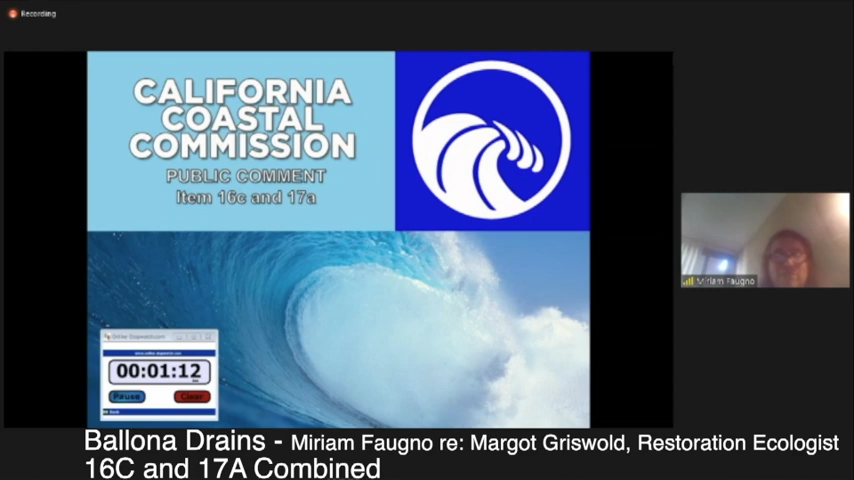 Recording
CALIFORNIA
COASTAL
COMMISSION
PUBLIC COMMENT
Item 16c and 17a
Miriam Faugno
00:01:12
Pause
Clear
Ballona Drains - Miriam Faugno re: Margot Griswold, Restoration Ecologist
16C and 17A Combined